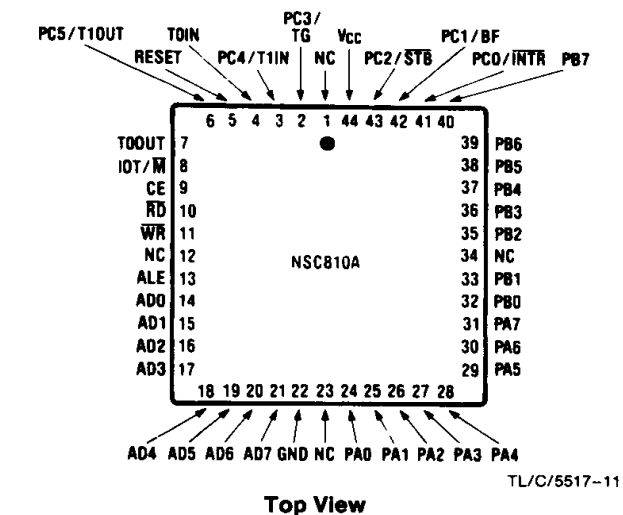 PC3/
PC5/T1OUT T0IN TG VCC PC1/BF
RESET PC4/T1IN NC PC2/STB PC0/INTR PB7
6 5 4 3 2 1 44 43 42 41 40
T0OUT 7 39 PB6
IOT/M 8 38 PB5
CE 9 37 PB4
RD 10 36 PB3
WR 11 35 PB2
NC 12 NSC810A 34 NC
ALE 13 33 PB1
AD0 14 32 PB0
AD1 15 31 PA7
AD2 16 30 PA6
AD3 17 29 PA5
18 19 20 21 22 23 24 25 26 27 28
AD4 AD5 AD6 AD7 GND NC PA0 PA1 PA2 PA3 PA4
TL/C/5517-11
Top View